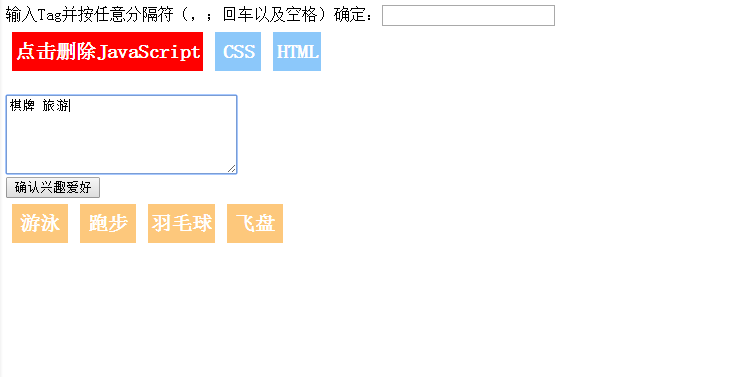 输入Tag并按任意分隔符（，；回车以及空格）确定：
点击删除JavaScript CSS HTML
棋牌 旅游
确认兴趣爱好
游泳 跑步 羽毛球 飞盘